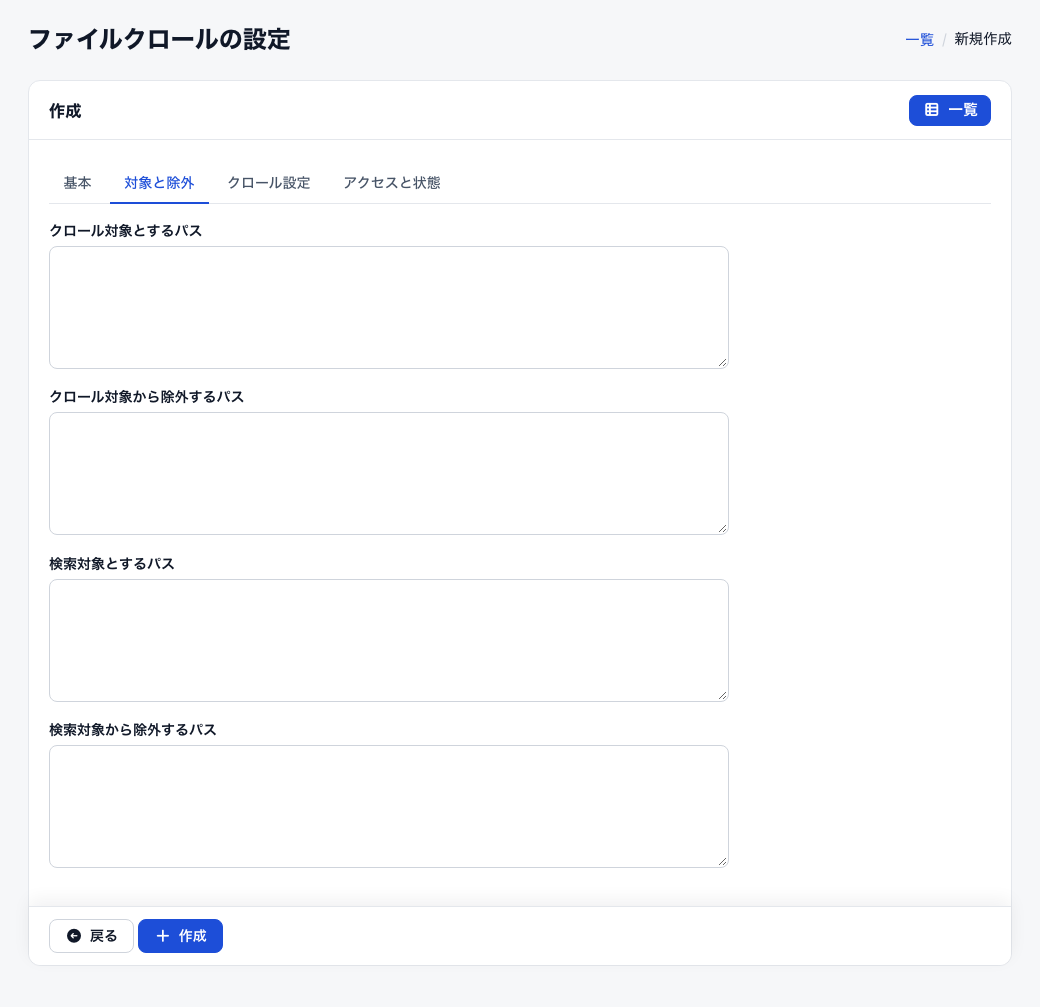 ファイルクロールの設定
一覧 / 新規作成
作成
一覧
基本 対象と除外 クロール設定 アクセスと状態
クロール対象とするパス
クロール対象から除外するパス
検索対象とするパス
検索対象から除外するパス
戻る 作成